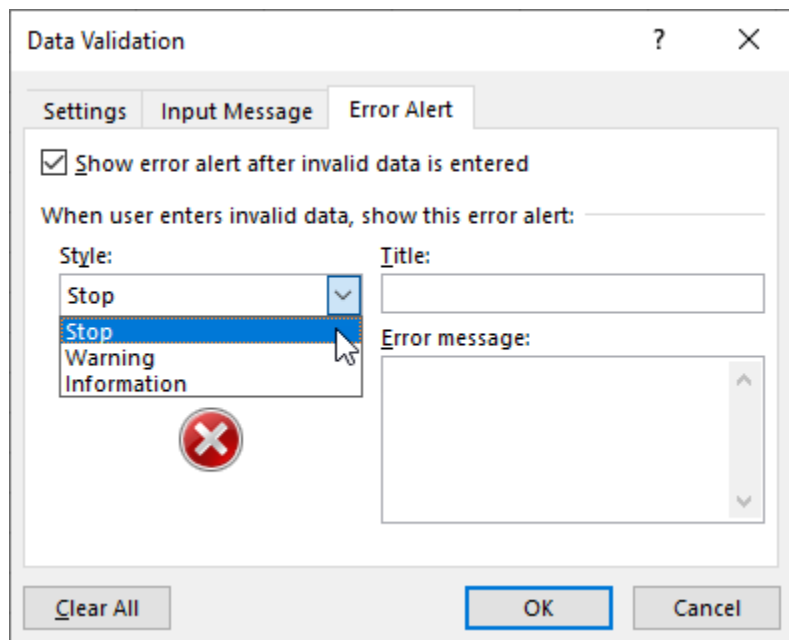 Data Validation ?
Settings Input Message Error Alert
Show error alert after invalid data is entered
When user enters invalid data, show this error alert:
Style: Title:
Stop
Stop
Error message:
Warning
Information
Clear All OK Cancel